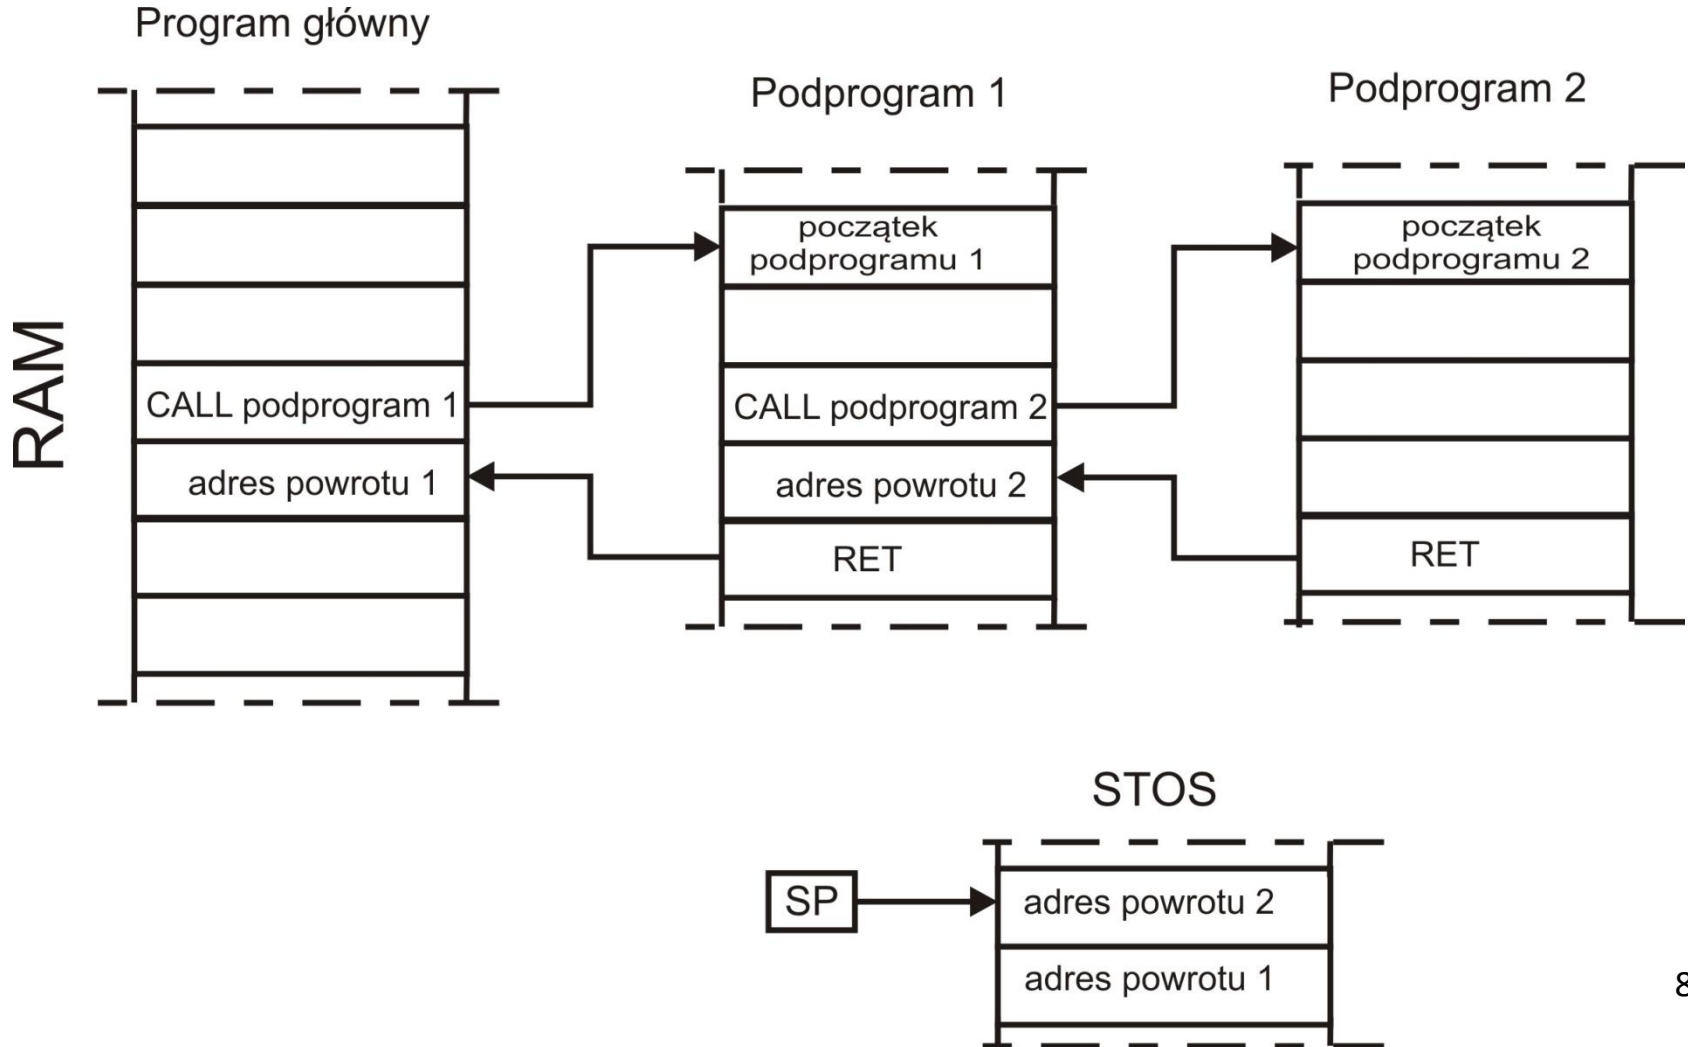 Program główny
Podprogram 1
Podprogram 2
RAM
CALL podprogram 1
adres powrotu 1
początek
podprogramu 1
CALL podprogram 2
adres powrotu 2
RET
początek
podprogramu 2
RET
STOS
SP
adres powrotu 2
adres powrotu 1
8